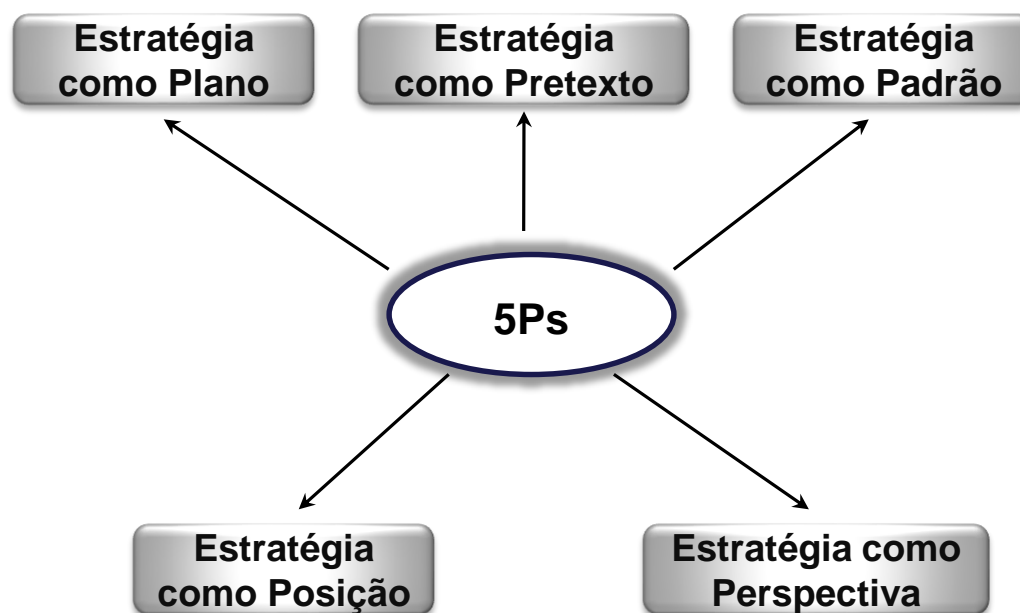 Estratégia
como Plano
Estratégia
como Pretexto
Estratégia
como Padrão
5Ps
Estratégia
como Posição
Estratégia como
Perspectiva